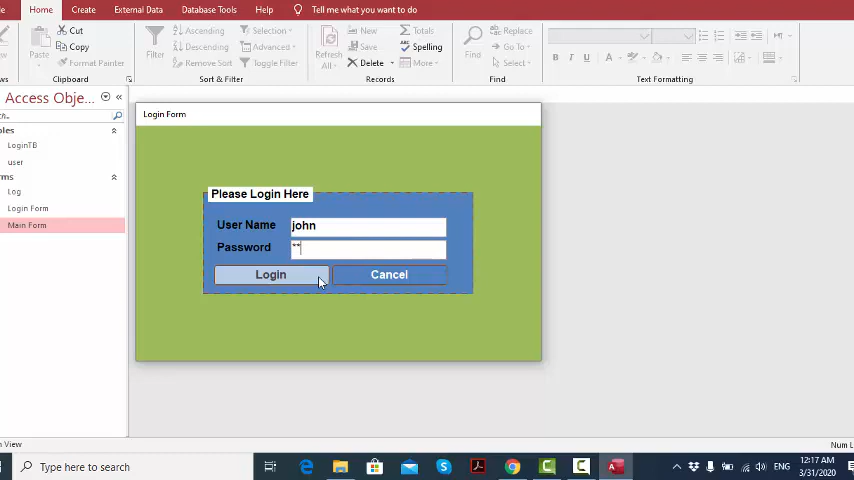 Home Create External Data Database Tools Help Tell me what you want to do
Cut
Copy
Format Painter
Paste
Clipboard
Filter
Ascending
Descending
Remove Sort
Selection
Advanced
Toggle Filter
Sort & Filter
Refresh
All
New
Save
Delete
Totals
Spelling
More
Records
Find
Replace
Go To
Select
Find
B I U
A
Text Formatting
Access Obje...
LoginTB
user
Log
Login Form
Main Form
Login Form
Please Login Here
User Name john
Password **
Login Cancel
View
Num L
Type here to search
12:17 AM
3/31/2020